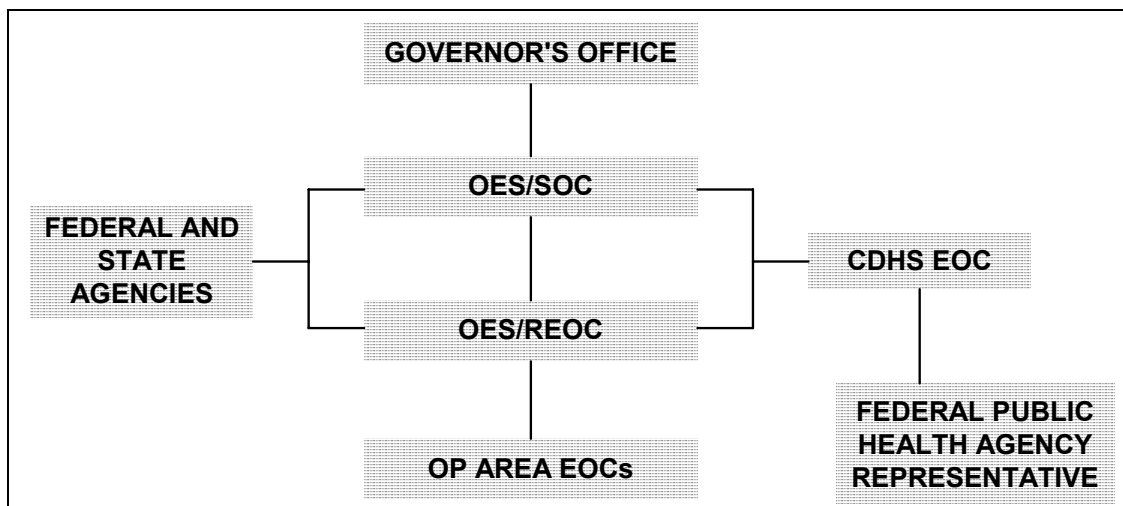 GOVERNOR'S OFFICE
OES/SOC
FEDERAL AND
STATE
AGENCIES
CDHS EOC
OES/REOC
FEDERAL PUBLIC
HEALTH AGENCY
REPRESENTATIVE
OP AREA EOCs